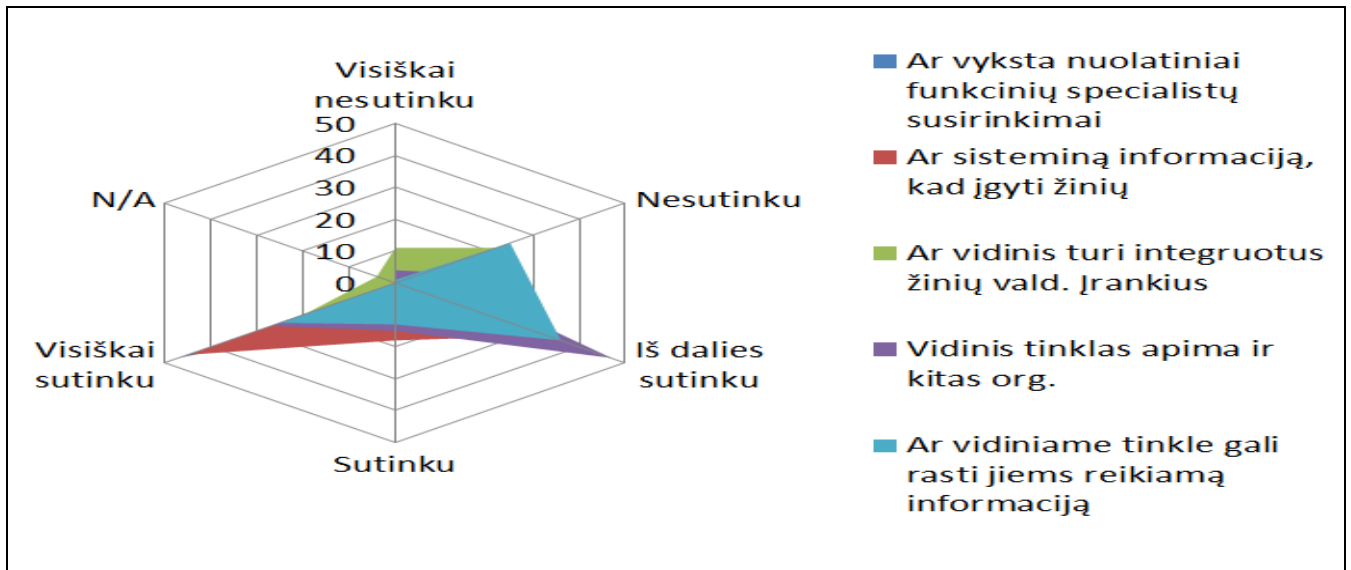 Visiškai
nesutinku
50
40
30
20
10
0
N/A
Nesutinku
Visiškai
sutinku
Iš dalies
sutinku
Sutinku
Ar vyksta nuolatiniai
funkcinių specialistų
susirinkimai
Ar sisteminą informaciją,
kad įgyti žinių
Ar vidinis turi integruotus
žinių vald. Įrankius
Vidinis tinklas apima ir
kitas org.
Ar vidiniame tinkle gali
rasti jiems reikiamą
informaciją